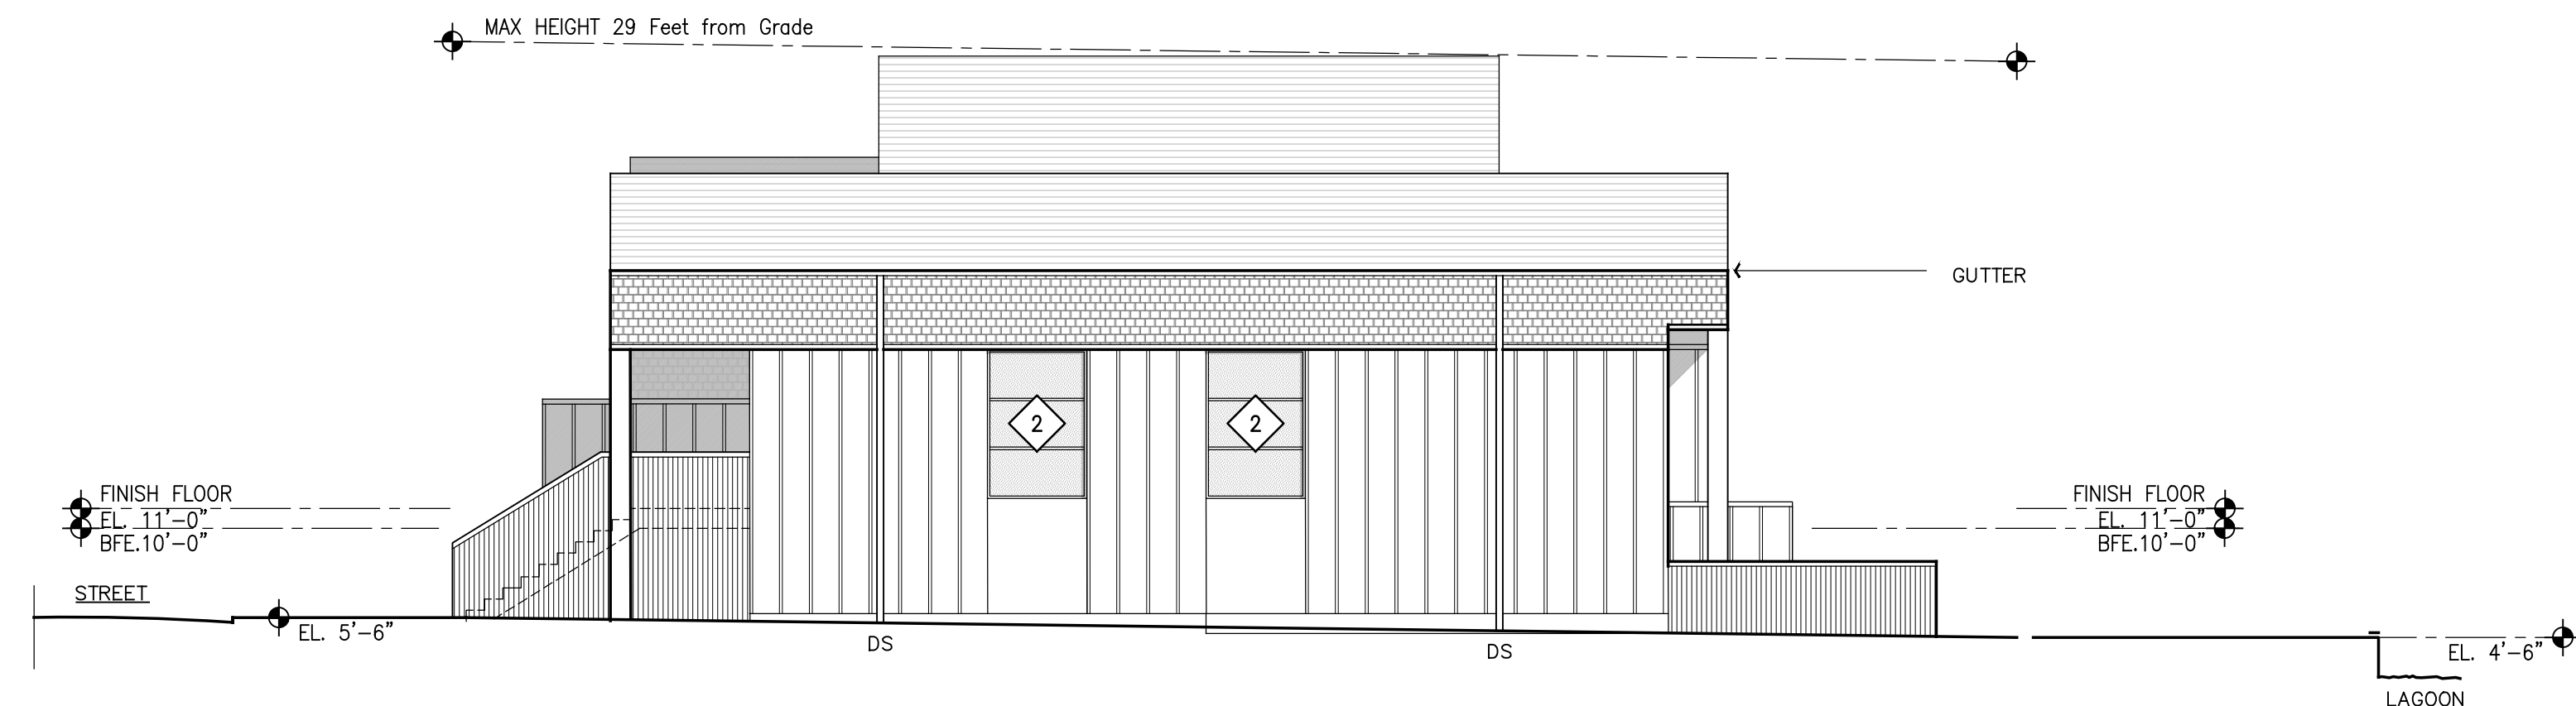 MAX HEIGHT 29 Feet from Grade
GUTTER
2
2
FINISH FLOOR
EL. 11'-0"
BFE.10'-0"
FINISH FLOOR
EL. 11'-0"
BFE.10'-0"
STREET
EL. 5'-6"
DS
DS
EL. 4'-6"
LAGOON